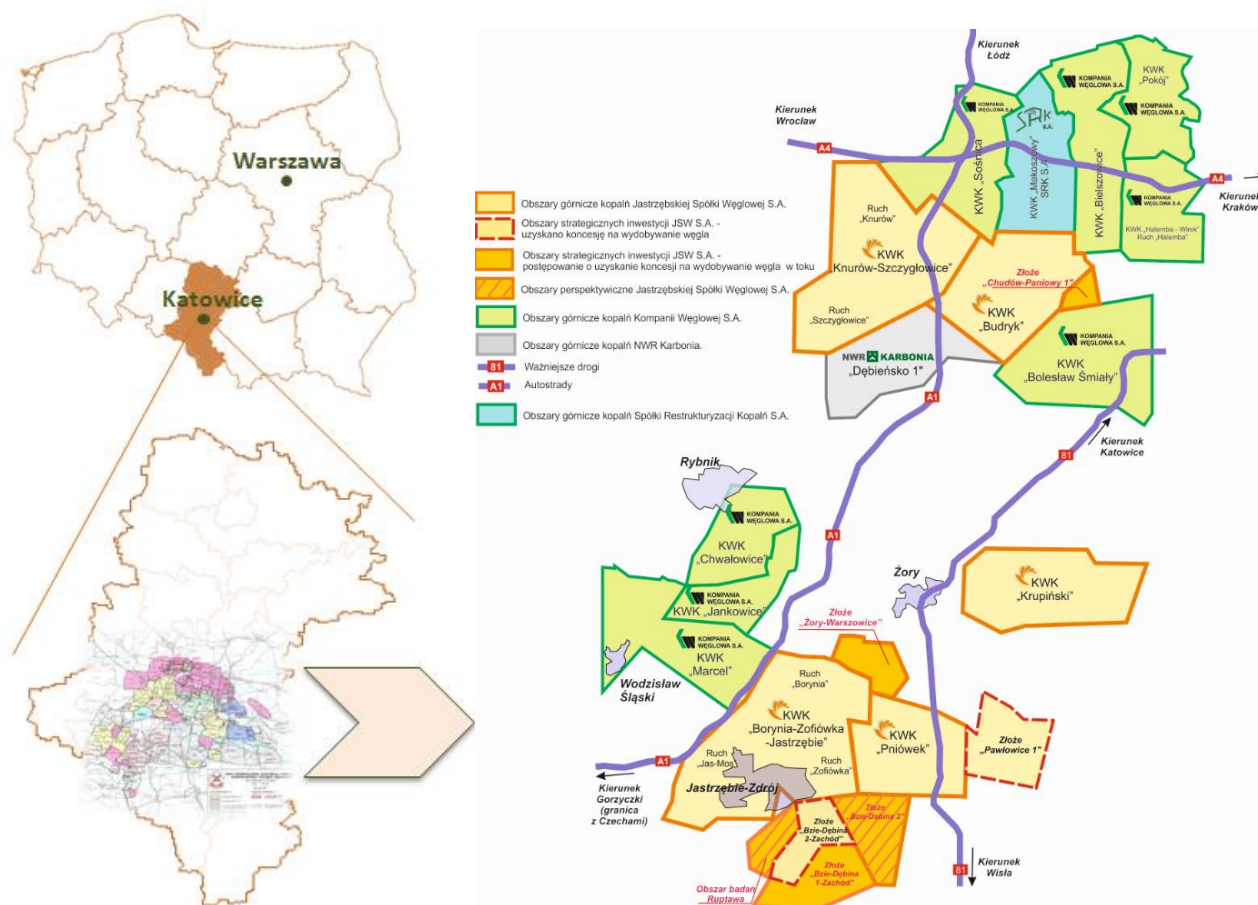 Warszawa
Katowice
Obszary górnicze kopalń Jastrzębskiej Spółki Węglowej S.A.
Obszary strategicznych inwestycji JSW S.A. -
uzyskano koncesję na wydobywanie węgla
Obszary strategicznych inwestycji JSW S.A. -
postępowanie o uzyskanie koncesji na wydobywanie węgla w toku
Obszary perspektywiczne Jastrzębskiej Spółki Węglowej S.A.
Obszary górnicze kopalń Kompanii Węglowej S.A.
Obszary górnicze kopalń NWR Karbonia.
81
Ważniejsze drogi
A1
Autostrady
Obszary górnicze kopalń Spółki Restrukturyzacji Kopalń S.A.
Kierunek
Łódź
Kierunek
Wrocław
A4
KOMPANIA
WĘGLOWA S.A.
KWK „Sośnica”
SRK
S.A.
KWK „Makoszowy”
SRK S.A.
KOMPANIA
WĘGLOWA S.A.
KWK „Bielszowice”
KWK
„Pokój”
KOMPANIA
WĘGLOWA S.A.
A4
Kierunek
Kraków
KOMPANIA
WĘGLOWA S.A.
KWK „Halemba - Wirek”
Ruch „Halemba”
Ruch
„Knurów”
KWK
„Knurów-Szczygłowice”
Ruch
„Szczygłowice”
Złoże
„Chudów-Paniowy 1”
KWK
„Budryk”
NWR KARBONIA
„Dębieńsko 1”
KOMPANIA
WĘGLOWA S.A.
KWK
„Bolesław Śmiały”
A1
Kierunek
Katowice
81
Rybnik
KOMPANIA
WĘGLOWA S.A.
KWK
„Chwałowice”
A1
KOMPANIA
WĘGLOWA S.A.
KWK „Jankowice”
KOMPANIA
WĘGLOWA S.A.
KWK
„Marcel”
Wodzisław
Śląski
Żory
KWK
„Krupiński”
Złoże
„Żory-Warszowice”
Ruch
„Borynia”
KWK
„Borynia-Zofiówka
-Jastrzębie”
Ruch
„Jas-Mos
Ruch
„Zofiówka”
Jastrzębie-Zdrój
KWK
„Pniówek”
Złoże
„Pawłowice 1”
A1
Kierunek
Gorzyczki
(granica
z Czechami)
Złoże
„Bzie-Dębina
2-Zachód”
Złoże
„Bzie-Dębina 2”
Złoże
„Bzie-Dębina
1-Zachód”
Obszar badań
Ruptawa
81
Kierunek
Wisła